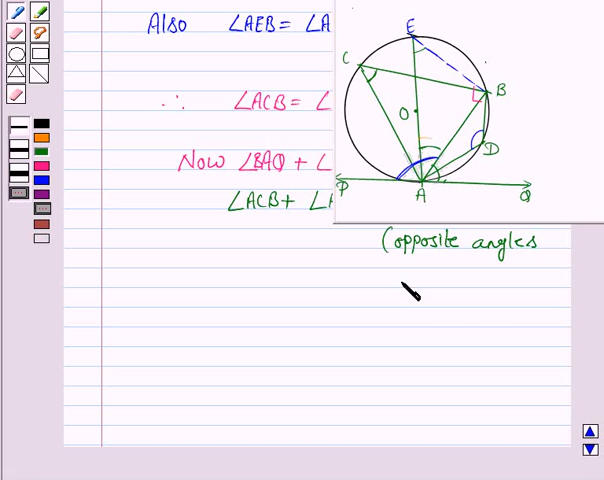 Also ∠AEB = ∠A
∴ ∠ACB = ∠
Now ∠BAQ + ∠
∠ACB + ∠A
(opposite angles
E
C
B
O
D
P
A
Q